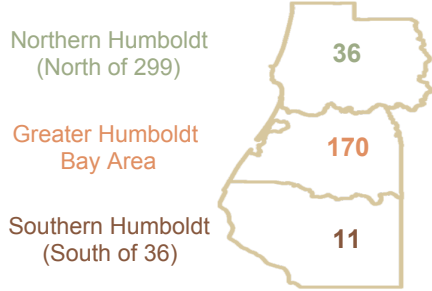 Northern Humboldt
(North of 299)
36
Greater Humboldt
Bay Area
170
Southern Humboldt
(South of 36)
11